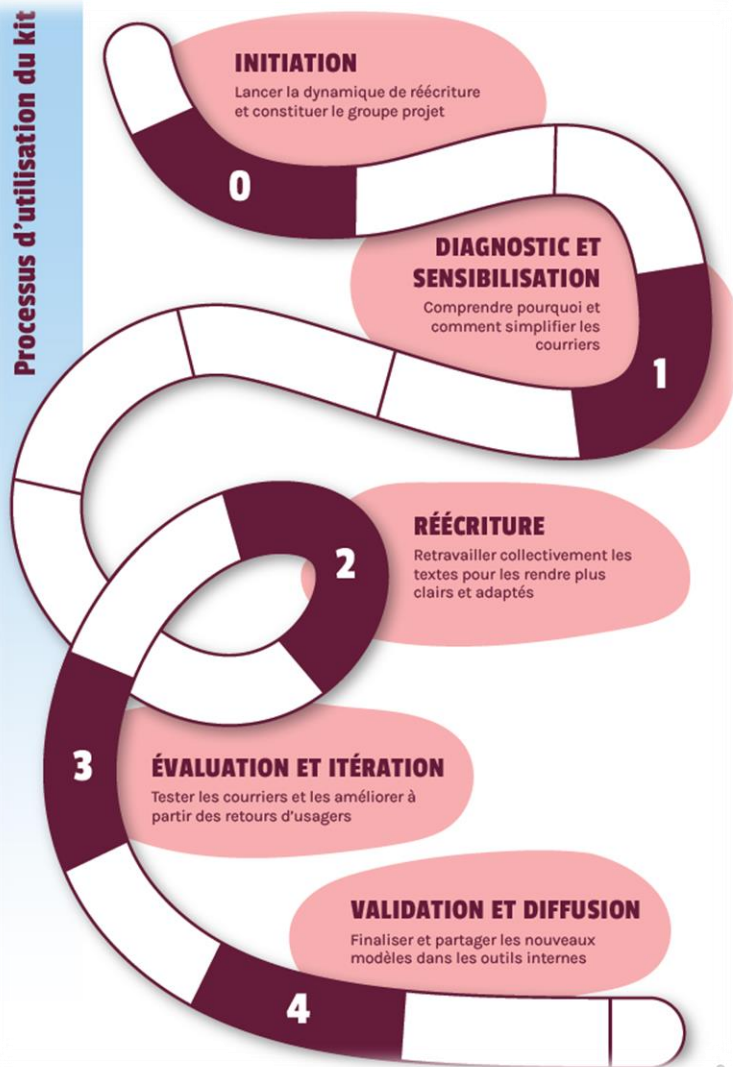 Processus d'utilisation du kit
INITIATION
Lancer la dynamique de réécriture
et constituer le groupe projet
0
DIAGNOSTIC ET
SENSIBILISATION
Comprendre pourquoi et
comment simplifier les
courriers
1
RÉÉCRITURE
Retravailler collectivement les
textes pour les rendre plus
clairs et adaptés
2
3
ÉVALUATION ET ITÉRATION
Tester les courriers et les améliorer à
partir des retours d'usagers
VALIDATION ET DIFFUSION
Finaliser et partager les nouveaux
modèles dans les outils internes
4